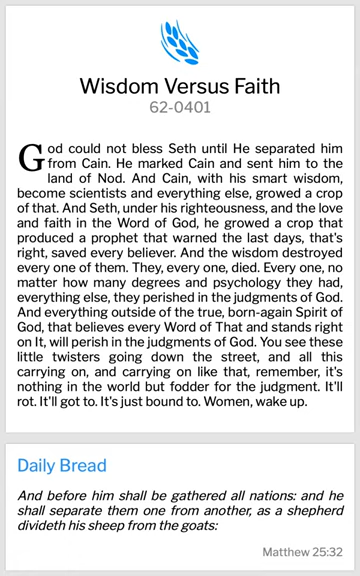 Wisdom Versus Faith
62-0401
God could not bless Seth until He separated him
from Cain. He marked Cain and sent him to the
land of Nod. And Cain, with his smart wisdom,
become scientists and everything else, growed a crop
of that. And Seth, under his righteousness, and the love
and faith in the Word of God, he growed a crop that
produced a prophet that warned the last days, that's
right, saved every believer. And the wisdom destroyed
every one of them. They, every one, died. Every one, no
matter how many degrees and psychology they had,
everything else, they perished in the judgments of God.
And everything outside of the true, born-again Spirit of
God, that believes every Word of That and stands right
on It, will perish in the judgments of God. You see these
little twisters going down the street, and all this
carrying on, and carrying on like that, remember, it's
nothing in the world but fodder for the judgment. It'll
rot. It'll got to. It's just bound to. Women, wake up.
Daily Bread
And before him shall be gathered all nations: and he
shall separate them one from another, as a shepherd
divideth his sheep from the goats:
Matthew 25:32